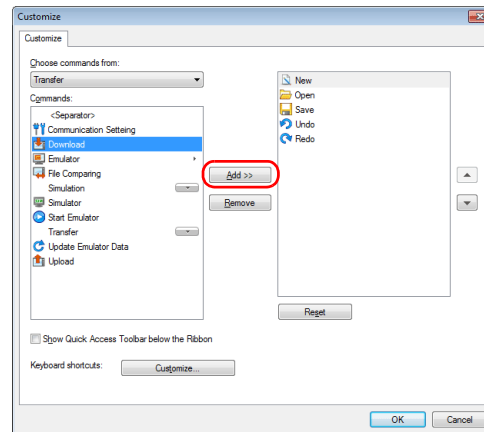 Customize
Customize
Choose commands from:
Transfer
Commands:
<Separator>
Communication Setteing
Download
Emulator
File Comparing
Simulation
Simulator
Start Emulator
Transfer
Update Emulator Data
Upload
Add >>
Remove
New
Open
Save
Undo
Redo
Reset
Show Quick Access Toolbar below the Ribbon
Keyboard shortcuts:
Customize...
OK
Cancel